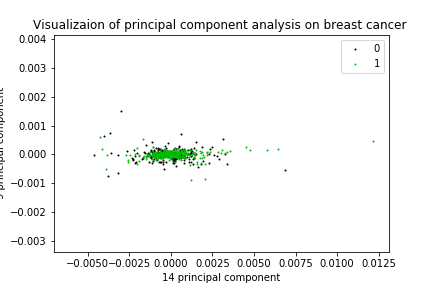 Visualizaion of principal component analysis on breast cancer
0.004
0.003
0.002
0.001
0.000
−0.001
−0.002
−0.003
principal component
0
1
−0.0050 −0.0025 0.0000 0.0025 0.0050 0.0075 0.0100 0.0125
14 principal component